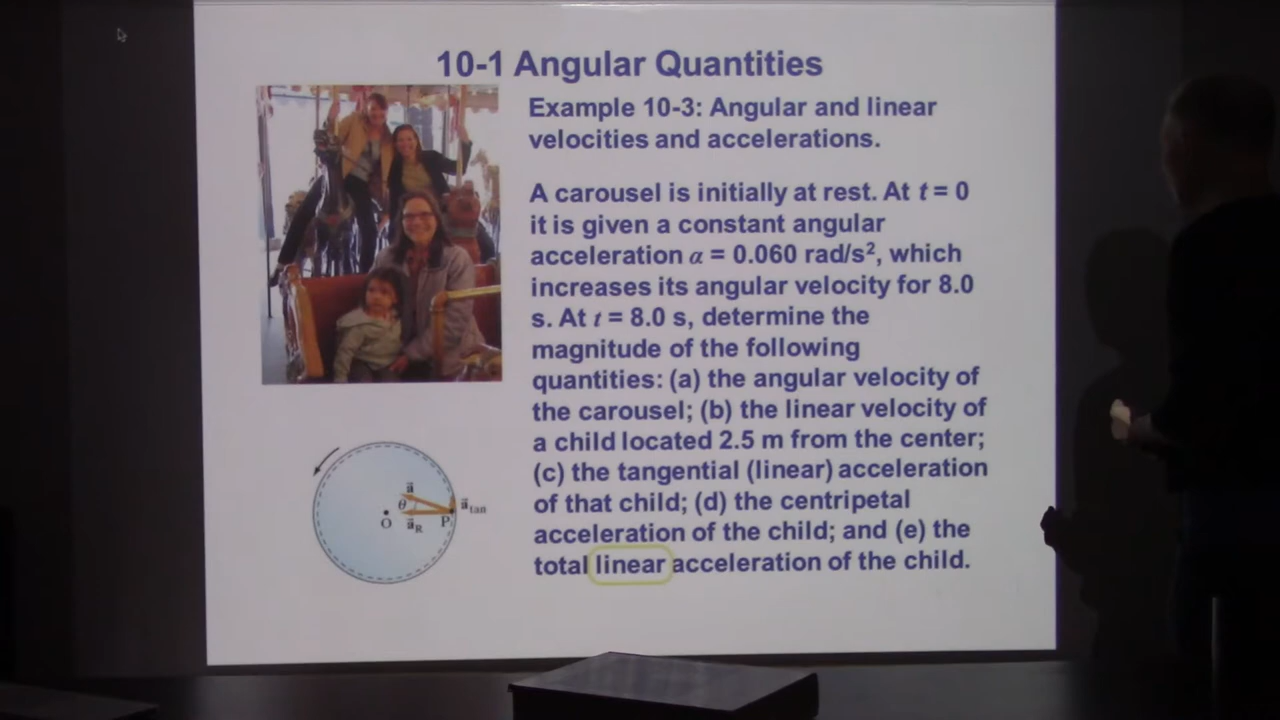 10-1 Angular Quantities
Example 10-3: Angular and linear
velocities and accelerations.
A carousel is initially at rest. At t = 0
it is given a constant angular
acceleration α = 0.060 rad/s², which
increases its angular velocity for 8.0
s. At t = 8.0 s, determine the
magnitude of the following
quantities: (a) the angular velocity of
the carousel; (b) the linear velocity of
a child located 2.5 m from the center;
(c) the tangential (linear) acceleration
of that child; (d) the centripetal
acceleration of the child; and (e) the
total linear acceleration of the child.
a⃗
θ
a⃗tan
O
a⃗R
P